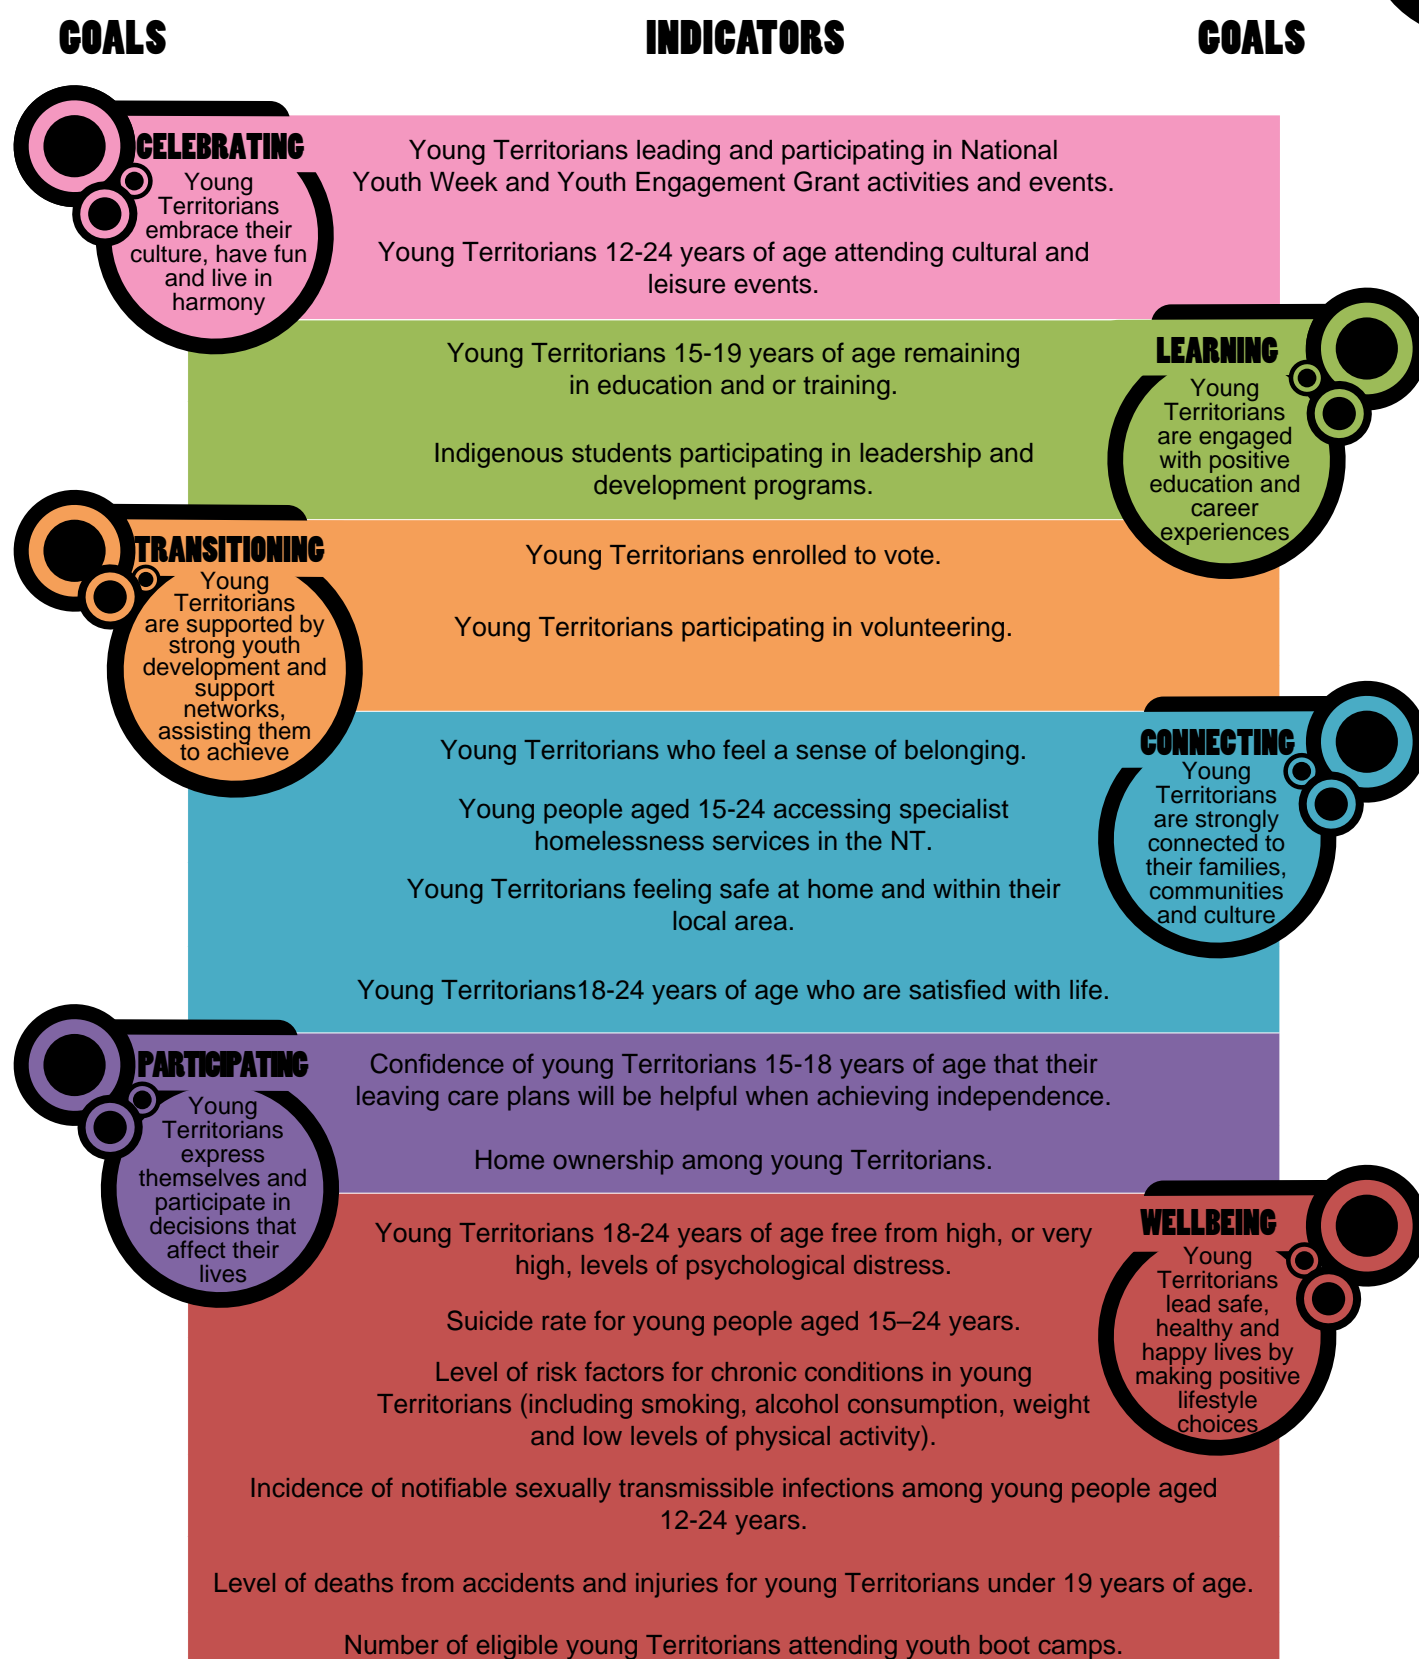 GOALS
INDICATORS
GOALS
CELEBRATING
Young
Territorians
embrace their
culture, have fun
and live in
harmony
Young Territorians leading and participating in National
Youth Week and Youth Engagement Grant activities and events.
Young Territorians 12-24 years of age attending cultural and
leisure events.
Young Territorians 15-19 years of age remaining
in education and or training.
Indigenous students participating in leadership and
development programs.
LEARNING
Young
Territorians
are engaged
with positive
education and
career
experiences
TRANSITIONING
Young
Territorians
are supported by
strong youth
development and
support
networks,
assisting them
to achieve
Young Territorians enrolled to vote.
Young Territorians participating in volunteering.
Young Territorians who feel a sense of belonging.
Young people aged 15-24 accessing specialist
homelessness services in the NT.
Young Territorians feeling safe at home and within their
local area.
Young Territorians18-24 years of age who are satisfied with life.
CONNECTING
Young
Territorians
are strongly
connected to
their families,
communities
and culture
PARTICIPATING
Young
Territorians
express
themselves and
participate in
decisions that
affect their
lives
Confidence of young Territorians 15-18 years of age that their
leaving care plans will be helpful when achieving independence.
Home ownership among young Territorians.
Young Territorians 18-24 years of age free from high, or very
high, levels of psychological distress.
Suicide rate for young people aged 15–24 years.
Level of risk factors for chronic conditions in young
Territorians (including smoking, alcohol consumption, weight
and low levels of physical activity).
Incidence of notifiable sexually transmissible infections among young people aged
12-24 years.
Level of deaths from accidents and injuries for young Territorians under 19 years of age.
Number of eligible young Territorians attending youth boot camps.
WELLBEING
Young
Territorians
lead safe,
healthy and
happy lives by
making positive
lifestyle
choices